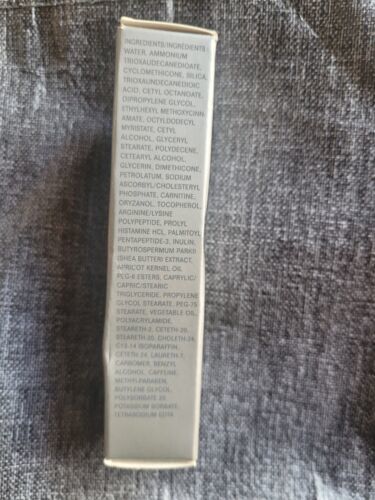 INGREDIENTS/INGRÉDIENTS:
WATER, AMMONIUM
TRIOXAUDECANEDIOATE,
CYCLOMETHICONE, SILICA,
TRIOXAUNDECANEDIOIC
ACID, CETYL OCTANOATE,
DIPROPYLENE GLYCOL,
ETHYLHEXYL METHOXYCINN-
AMATE, OCTYLDODECYL
MYRISTATE, CETYL
ALCOHOL, GLYCERYL
STEARATE, POLYDECENE,
CETEARYL ALCOHOL,
GLYCERIN, DIMETHICONE,
PETROLATUM, SODIUM
ASCORBYL/CHOLESTERYL
PHOSPHATE, CARNITINE,
ORYZANOL, TOCOPHEROL,
ARGININE/LYSINE
POLYPEPTIDE, PROLYL
HISTAMINE HCL, PALMITOYL
PENTAPEPTIDE-3, INULIN,
BUTYROSPERMUM PARKII
(SHEA BUTTER) EXTRACT,
APRICOT KERNEL OIL
PEG-6 ESTERS, CAPRYLIC/
CAPRIC/STEARIC
TRIGLYCERIDE, PROPYLENE
GLYCOL STEARATE, PEG-75
STEARATE, VEGETABLE OIL,
POLYACRYLAMIDE,
STEARETH-2, CETETH-20,
STEARETH-20, CHOLETH-24,
C13-14 ISOPARAFFIN,
CETETH-24, LAURETH-7,
CARBOMER, BENZYL
ALCOHOL, CAFFEINE,
METHYLPARABEN,
BUTYLENE GLYCOL,
POLYSORBATE 20,
POTASSIUM SORBATE,
TETRASODIUM EDTA